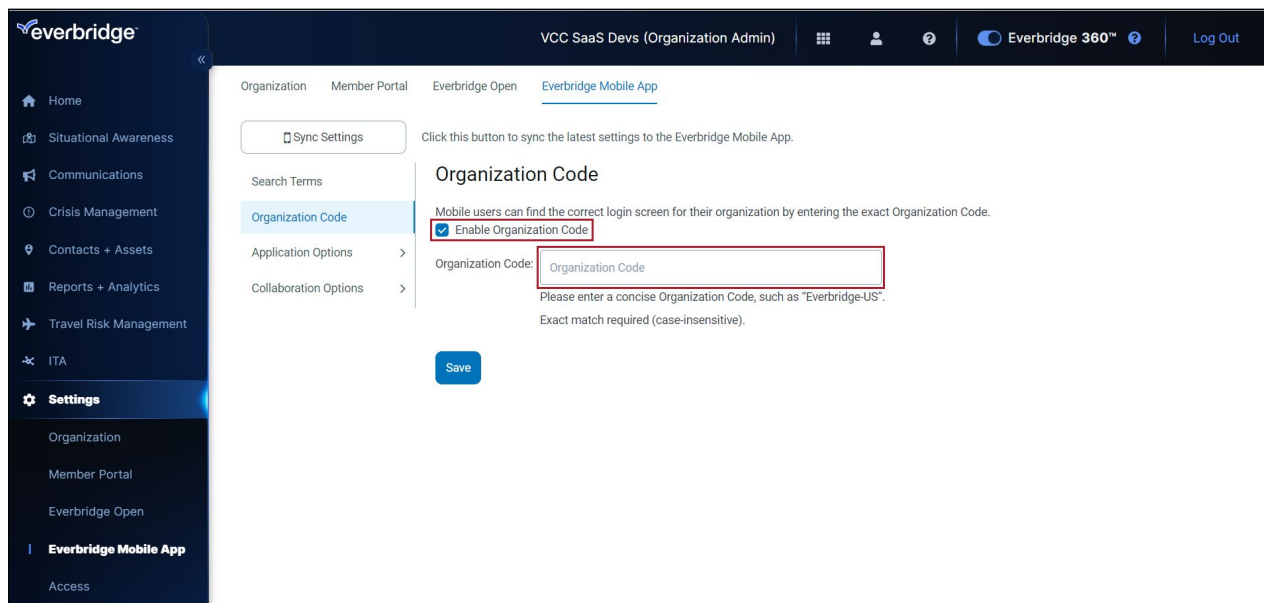 everbridge
VCC SaaS Devs (Organization Admin)
Everbridge 360™
Log Out
Home
Situational Awareness
Communications
Crisis Management
Contacts + Assets
Reports + Analytics
Travel Risk Management
ITA
Settings
Organization
Member Portal
Everbridge Open
Everbridge Mobile App
Access
Organization Member Portal Everbridge Open Everbridge Mobile App
Sync Settings
Click this button to sync the latest settings to the Everbridge Mobile App.
Search Terms
Organization Code
Application Options
Collaboration Options
Organization Code
Mobile users can find the correct login screen for their organization by entering the exact Organization Code.
Enable Organization Code
Organization Code: Organization Code
Please enter a concise Organization Code, such as “Everbridge-US”.
Exact match required (case-insensitive).
Save